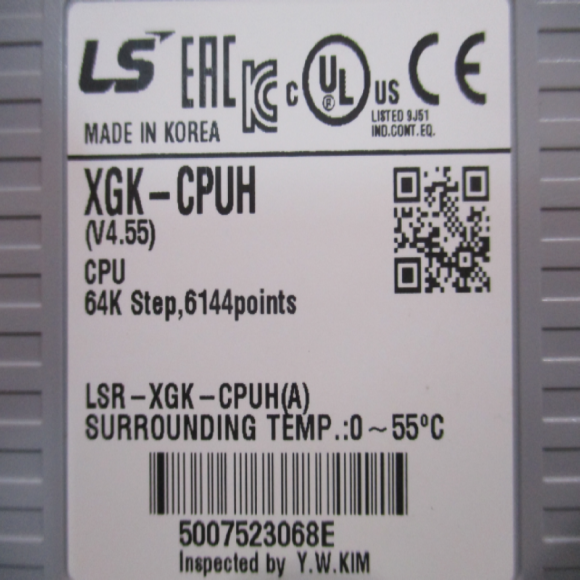 LS EAC KC c UL US CE
®
LISTED 9J51
IND.CONT.EQ.
MADE IN KOREA
XGK-CPUH
(V4.55)
CPU
64K Step,6144points
LSR-XGK-CPUH(A)
SURROUNDING TEMP.:0~55ºC
5007523068E
Inspected by Y.W.KIM